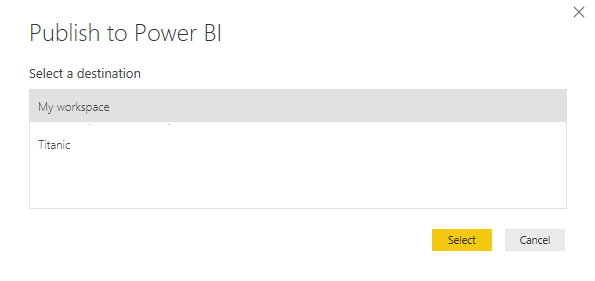 Publish to Power BI
Select a destination
My workspace
Titanic
Select
Cancel